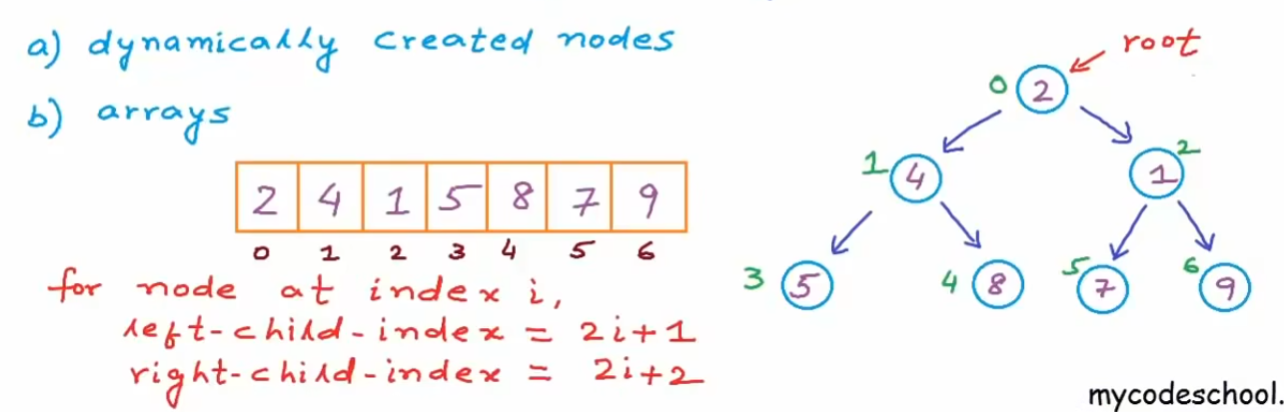 a) dynamically created nodes
b) arrays
2 4 1 5 8 7 9
0 1 2 3 4 5 6
for node at index i,
left-child-index = 2i+1
right-child-index = 2i+2
root
0 2
1 4
1 2
3 5
4 8
5 7
6 9
mycodeschool.